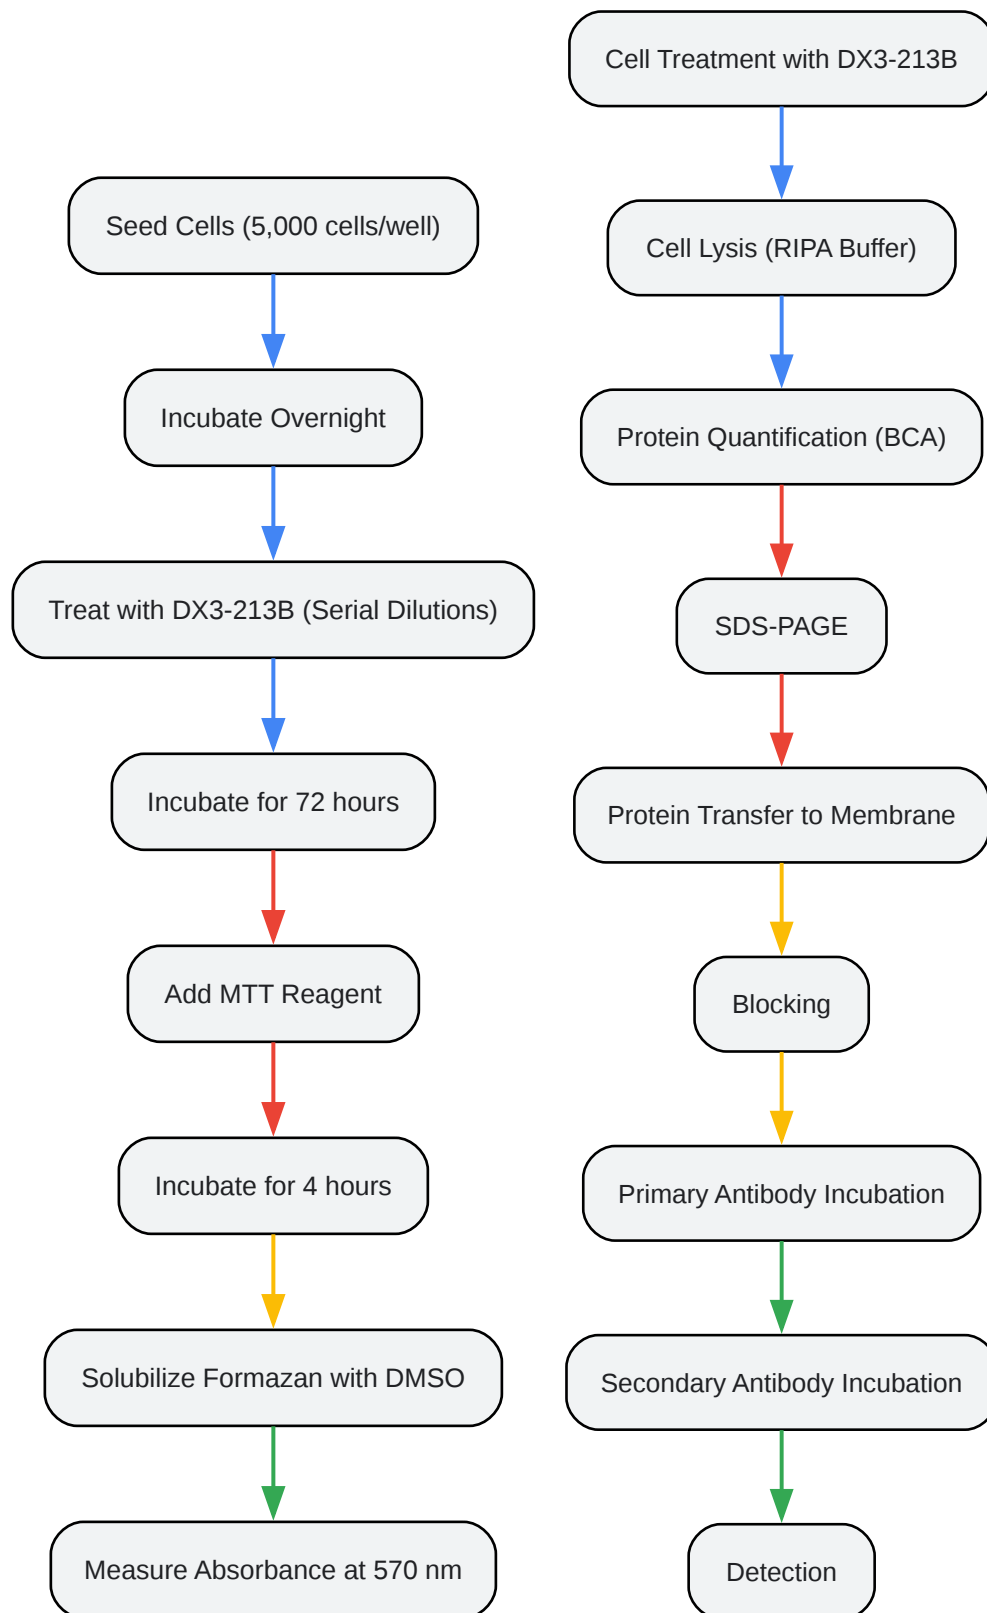 Seed Cells (5,000 cells/well)
Incubate Overnight
Treat with DX3-213B (Serial Dilutions)
Incubate for 72 hours
Add MTT Reagent
Incubate for 4 hours
Solubilize Formazan with DMSO
Measure Absorbance at 570 nm
Cell Treatment with DX3-213B
Cell Lysis (RIPA Buffer)
Protein Quantification (BCA)
SDS-PAGE
Protein Transfer to Membrane
Blocking
Primary Antibody Incubation
Secondary Antibody Incubation
Detection